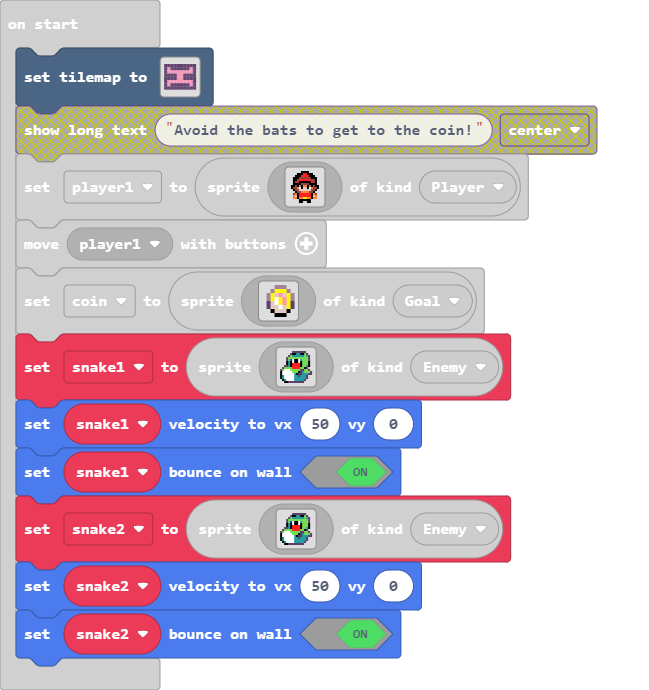 on start
set tilemap to
show long text "Avoid the bats to get to the coin!" center
set player1 to sprite of kind Player
move player1 with buttons
set coin to sprite of kind Goal
set snake1 to sprite of kind Enemy
set snake1 velocity to vx 50 vy 0
set snake1 bounce on wall ON
set snake2 to sprite of kind Enemy
set snake2 velocity to vx 50 vy 0
set snake2 bounce on wall ON